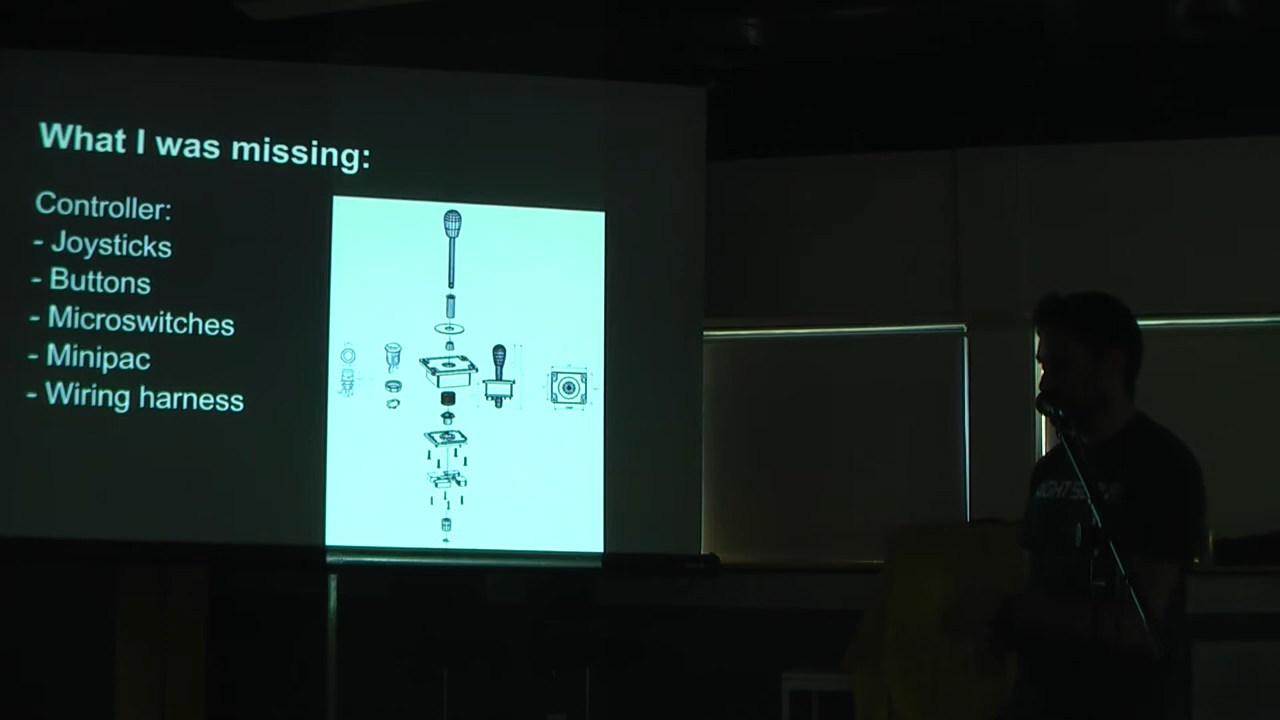 What I was missing:
Controller:
- Joysticks
- Buttons
- Microswitches
- Minipac
- Wiring harness